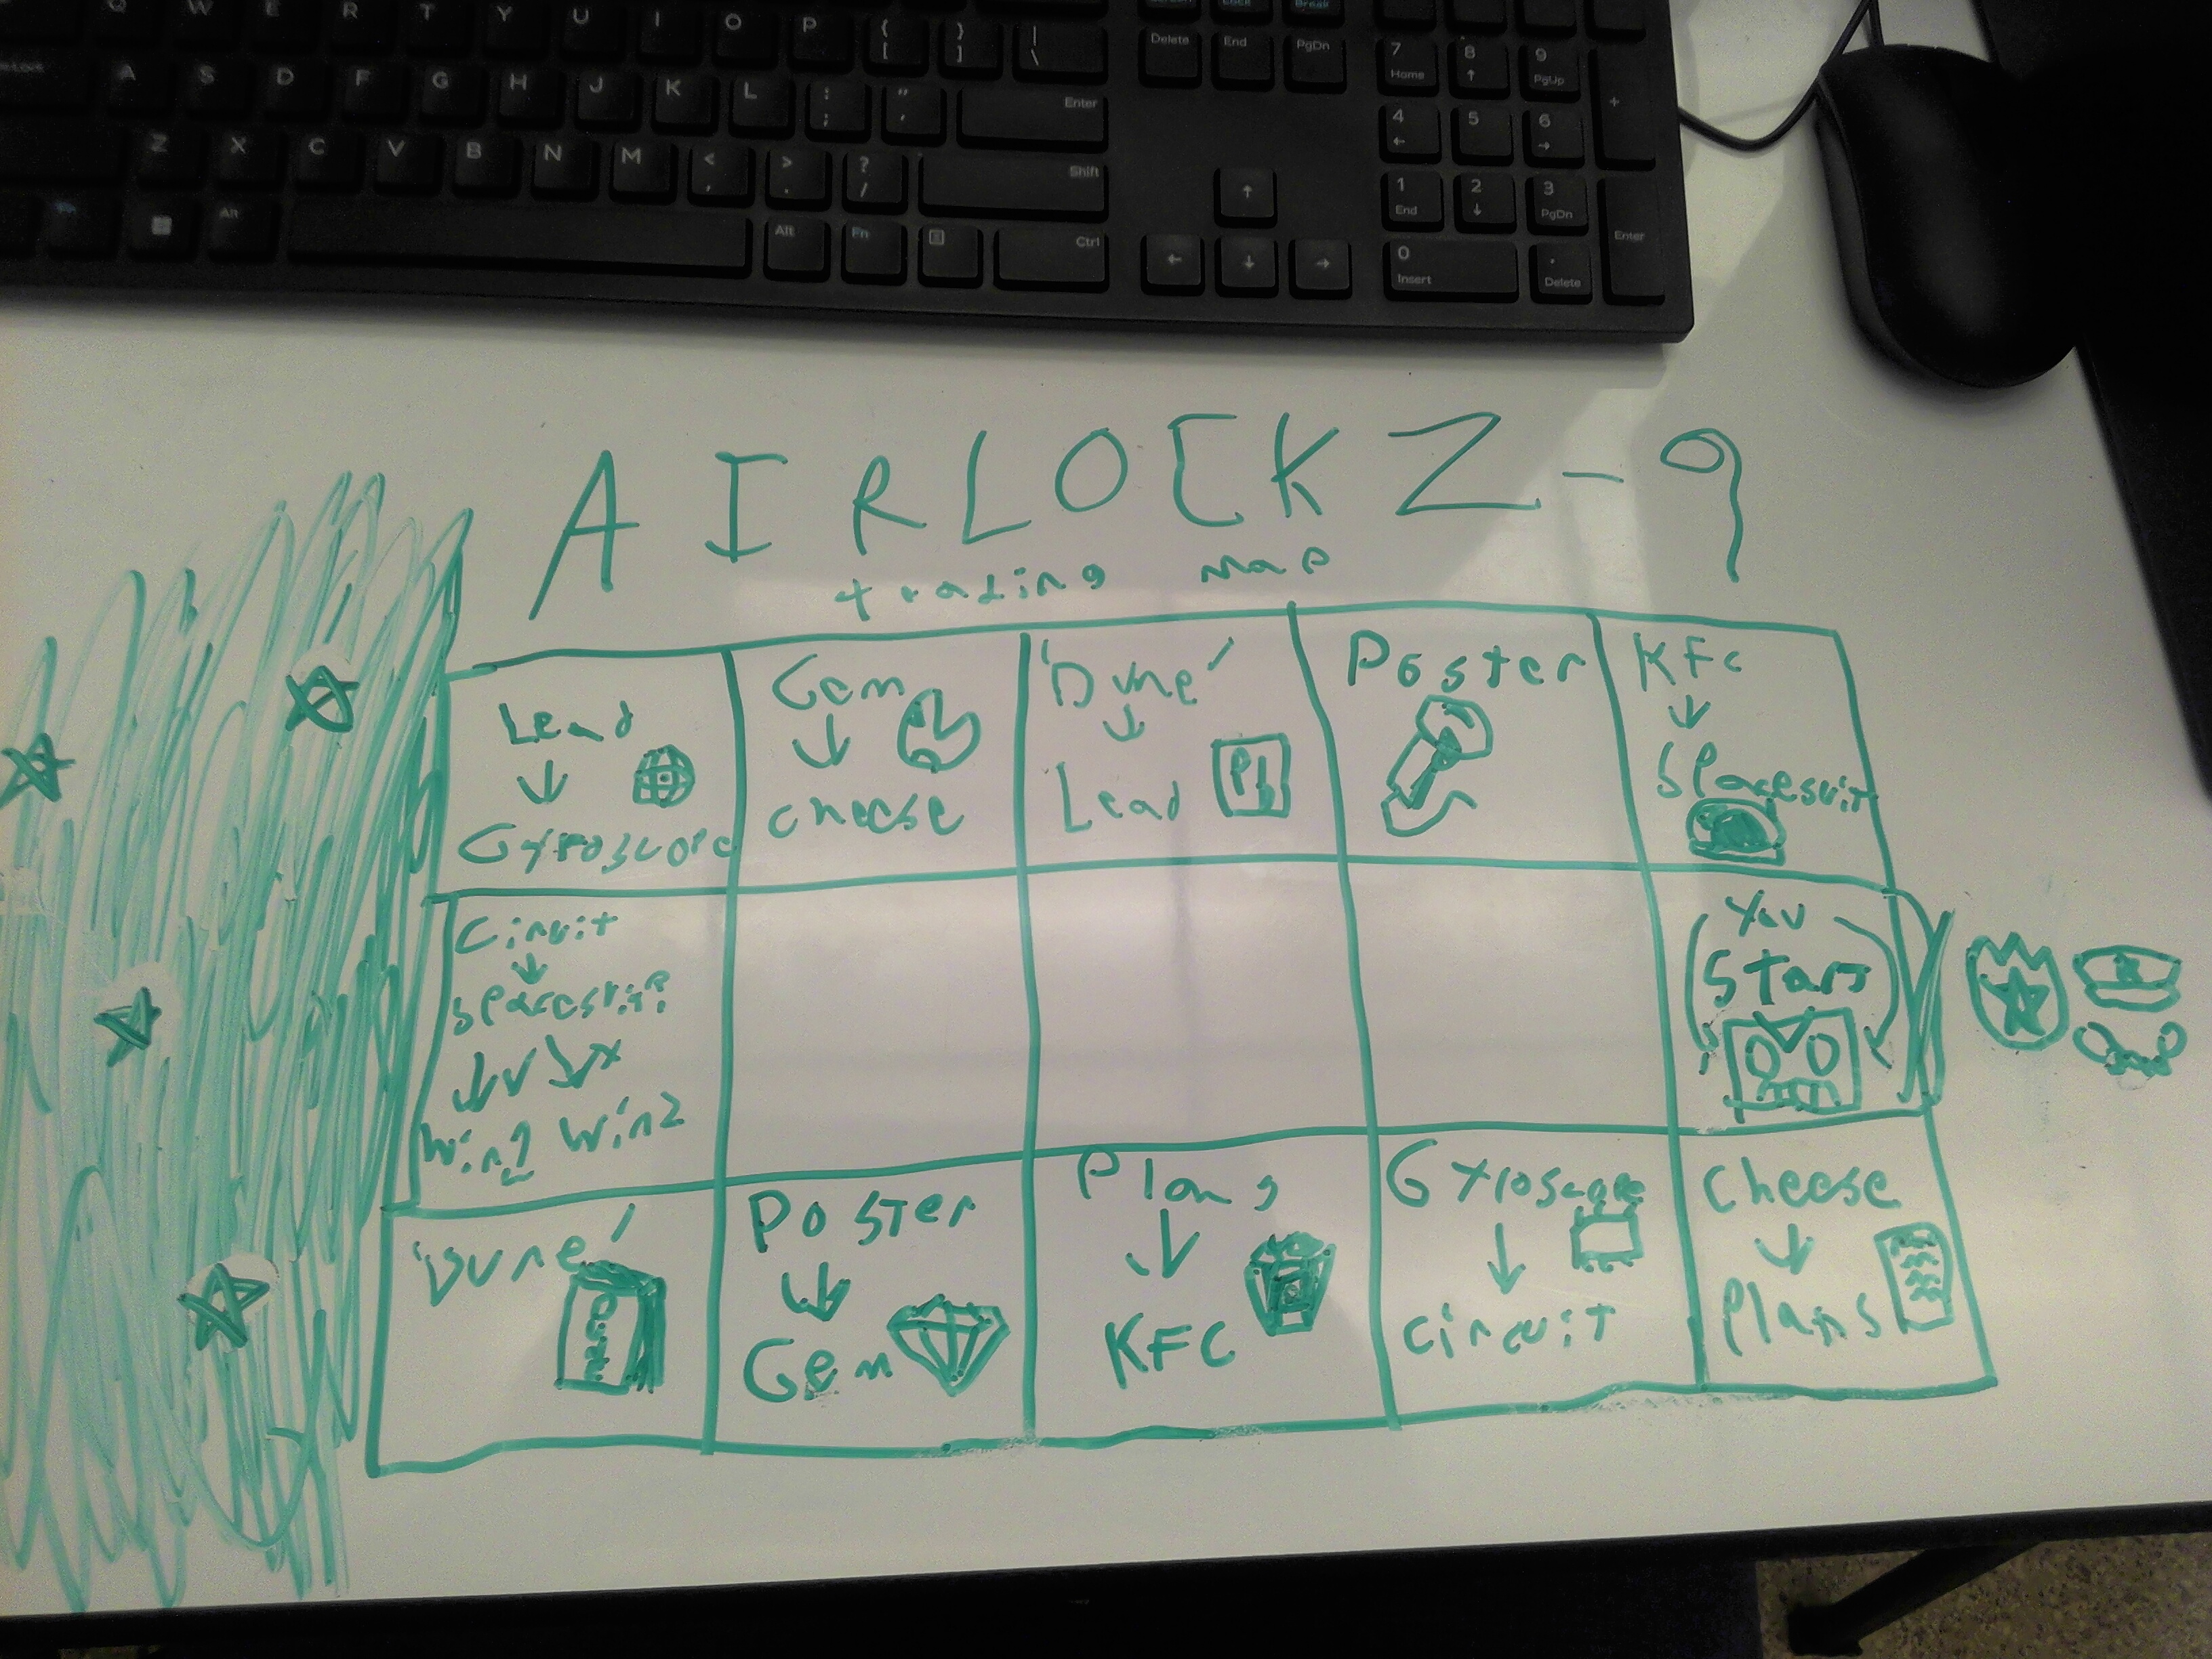 Q W E R T Y U I O P { [ } ] | \
Delete End PgDn
7 Home 8 9 PgUp
Lock A S D F G H J K L : ; " ' Enter
+
4 5 6
Z X C V B N M < , > . ? / Shift
1 End 2 3 PgDn
Fn Alt Alt Fn Ctrl
0 Insert . Delete Enter
AIRLOCK Z-9
trading map
Lead
Gyroscope
Gem
cheese
'Dune'
Lead
Pb
Poster
KFC
Spacesuit
Circuit
Spacesuit?
Win1 Win2
You
Start
'Dune'
DUNE
Poster
Gem
Plans
KFC
Gyroscope
circuit
Cheese
Plans